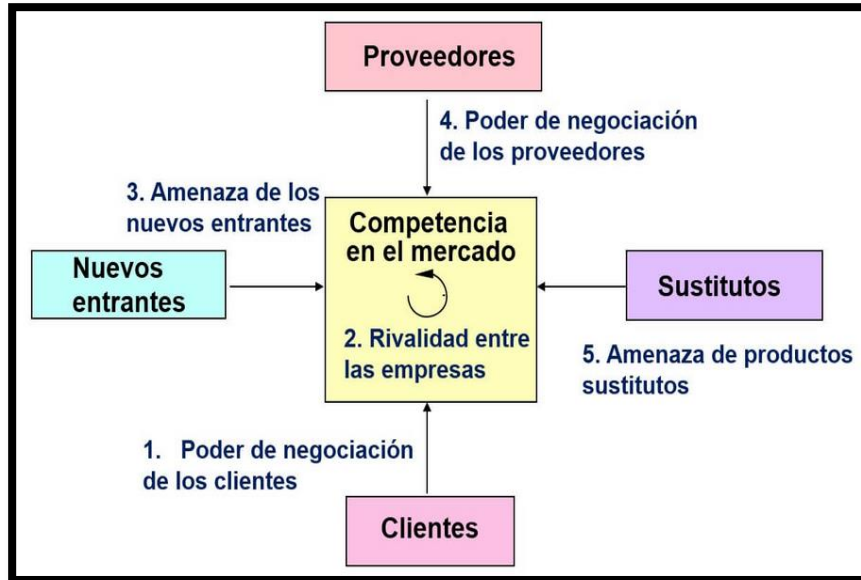 Proveedores
4. Poder de negociación
de los proveedores
3. Amenaza de los
nuevos entrantes
Competencia
en el mercado
Nuevos
entrantes
Sustitutos
2. Rivalidad entre
las empresas
5. Amenaza de productos
sustitutos
1. Poder de negociación
de los clientes
Clientes